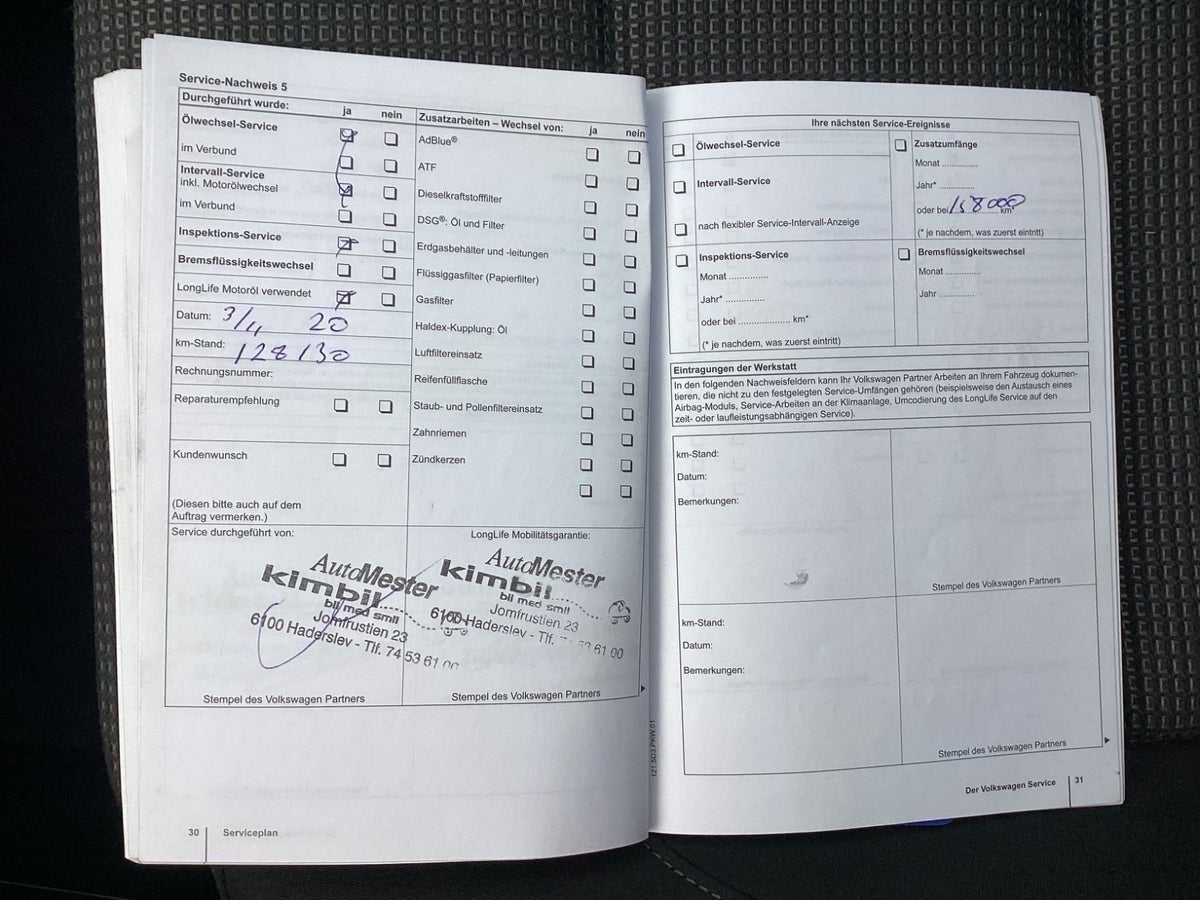 Service-Nachweis 5
Durchgeführt wurde: ja nein
Ölwechsel-Service
im Verbund
Intervall-Service
inkl. Motorölwechsel
im Verbund
Inspektions-Service
Bremsflüssigkeitswechsel
LongLife Motoröl verwendet
Datum: 3/11 20
km-Stand: 128130
Rechnungsnummer:
Reparaturempfehlung
Kundenwunsch
(Diesen bitte auch auf dem
Auftrag vermerken.)
Zusatzarbeiten – Wechsel von: ja nein
AdBlue®
ATF
Dieselkraftstofffilter
DSG®: Öl und Filter
Erdgasbehälter und -leitungen
Flüssiggasfilter (Papierfilter)
Gasfilter
Haldex-Kupplung: Öl
Luftfiltereinsatz
Reifenfüllflasche
Staub- und Pollenfiltereinsatz
Zahnriemen
Zündkerzen
Service durchgeführt von:
AutoMester
kimbil
bil med smil
Jomfrustien 23
6100 Haderslev - Tlf. 74 53 61 00
Stempel des Volkswagen Partners
LongLife Mobilitätsgarantie:
AutoMester
kimbil
bil med smil
Jomfrustien 23
6100 Haderslev - Tlf. 53 61 00
Stempel des Volkswagen Partners
30 Serviceplan
121.5D3.PKW.01
Ihre nächsten Service-Ereignisse
Ölwechsel-Service
Intervall-Service
nach flexibler Service-Intervall-Anzeige
Inspektions-Service
Monat ..............
Jahr* ..............
oder bei .................... km*
(* je nachdem, was zuerst eintritt)
Zusatzumfänge
Monat .............
Jahr* .............
oder bei 158000 km*
(* je nachdem, was zuerst eintritt)
Bremsflüssigkeitswechsel
Monat .............
Jahr .............
Eintragungen der Werkstatt
In den folgenden Nachweisfeldern kann Ihr Volkswagen Partner Arbeiten an Ihrem Fahrzeug dokumen-
tieren, die nicht zu den festgelegten Service-Umfängen gehören (beispielsweise den Austausch eines
Airbag-Moduls, Service-Arbeiten an der Klimaanlage, Umcodierung des LongLife Service auf den
zeit- oder laufleistungsabhängigen Service).
km-Stand:
Datum:
Bemerkungen:
Stempel des Volkswagen Partners
km-Stand:
Datum:
Bemerkungen:
Stempel des Volkswagen Partners
Der Volkswagen Service 31